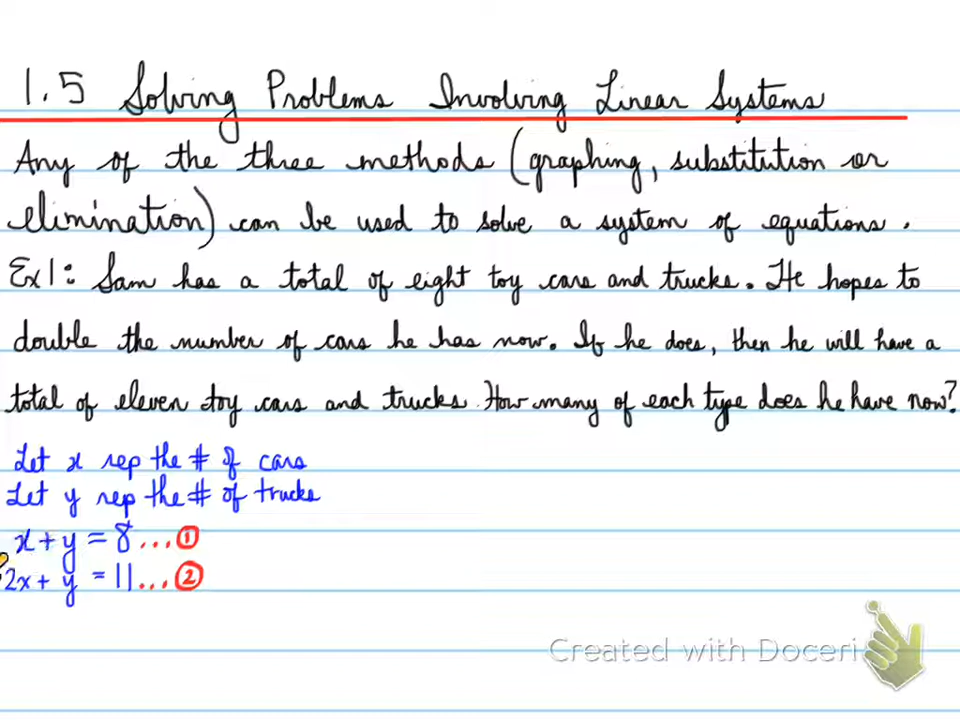 1.5 Solving Problems Involving Linear Systems
Any of the three methods (graphing, substitution or
elimination) can be used to solve a system of equations.
Ex1: Sam has a total of eight toy cars and trucks. He hopes to
double the number of cars he has now. If he does, then he will have a
total of eleven toy cars and trucks. How many of each type does he have now?
Let x rep the # of cars
Let y rep the # of trucks
x + y = 8 ... ①
2x + y = 11 ... ②
Created with Doceri